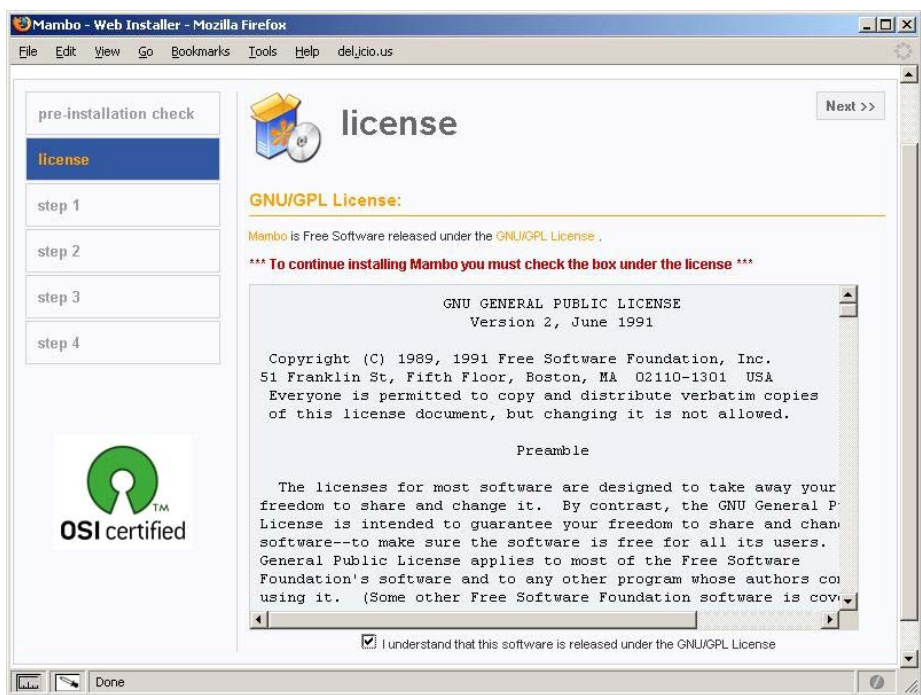 Mambo - Web Installer - Mozilla Firefox
File Edit View Go Bookmarks Tools Help del.icio.us
pre-installation check
license
step 1
step 2
step 3
step 4
OSI certified
TM
license
Next >>
GNU/GPL License:
Mambo is Free Software released under the GNU/GPL License .
*** To continue installing Mambo you must check the box under the license ***
GNU GENERAL PUBLIC LICENSE
Version 2, June 1991
Copyright (C) 1989, 1991 Free Software Foundation, Inc.
51 Franklin St, Fifth Floor, Boston, MA 02110-1301 USA
Everyone is permitted to copy and distribute verbatim copies
of this license document, but changing it is not allowed.
Preamble
The licenses for most software are designed to take away your
freedom to share and change it. By contrast, the GNU General
License is intended to guarantee your freedom to share and
software--to make sure the software is free for all its users.
General Public License applies to most of the Free Software
Foundation's software and to any other program whose authors
using it. (Some other Free Software Foundation software is
I understand that this software is released under the GNU/GPL License
Done